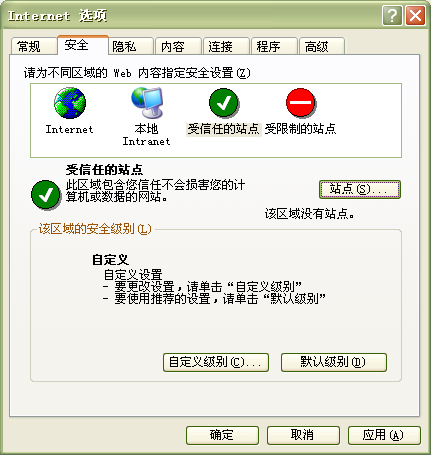 Internet 选项
常规 安全 隐私 内容 连接 程序 高级
请为不同区域的 Web 内容指定安全设置(Z)
Internet 本地 Intranet 受信任的站点 受限制的站点
受信任的站点
此区域包含您信任不会损害您的计
算机或数据的网站。
站点(S)...
该区域没有站点。
该区域的安全级别(L)
自定义
自定义设置
- 要更改设置，请单击“自定义级别”
- 要使用推荐的设置，请单击“默认级别”
自定义级别(C)... 默认级别(D)
确定 取消 应用(A)